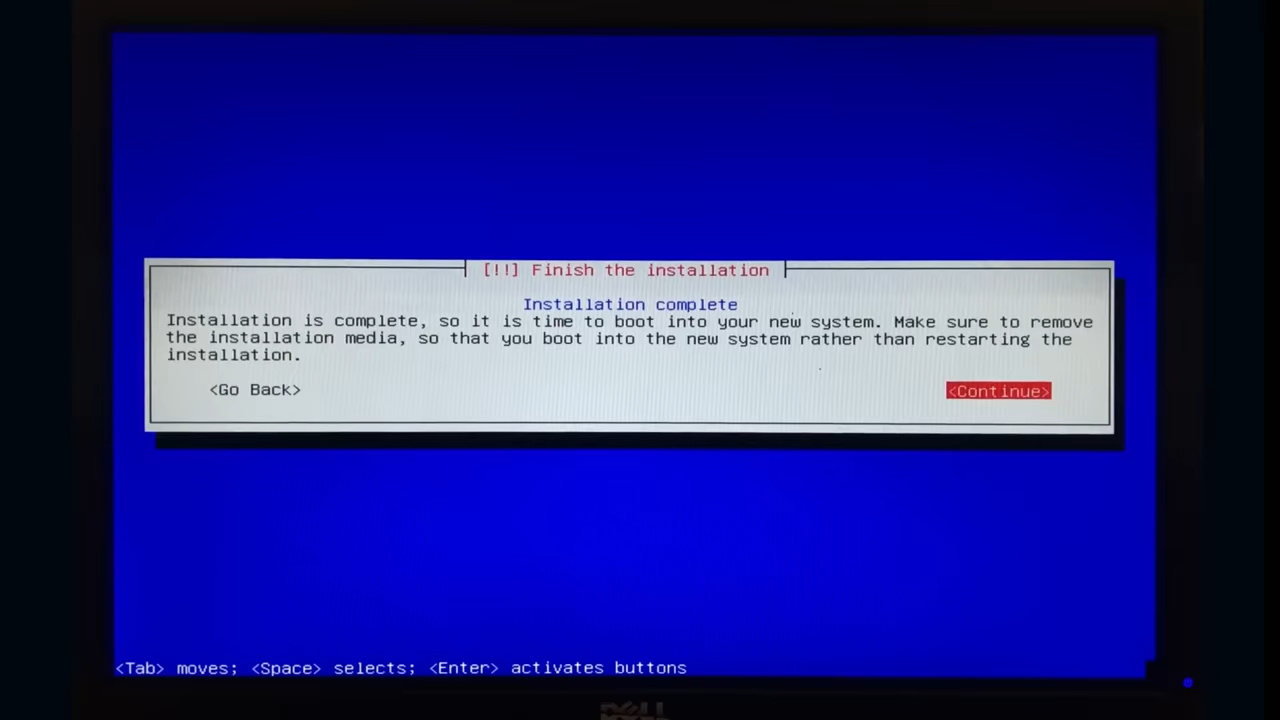 [!!] Finish the installation
Installation complete
Installation is complete, so it is time to boot into your new system. Make sure to remove
the installation media, so that you boot into the new system rather than restarting the
installation.
<Go Back> <Continue>
<Tab> moves; <Space> selects; <Enter> activates buttons
DELL